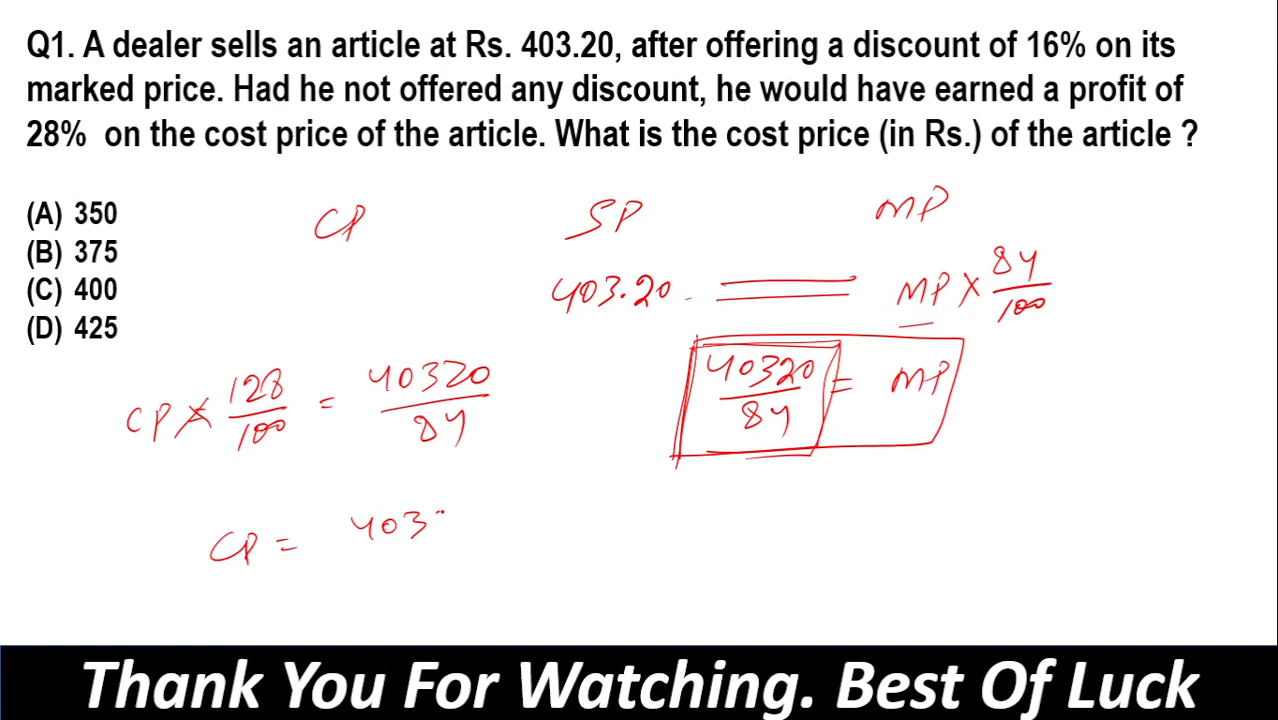 Q1. A dealer sells an article at Rs. 403.20, after offering a discount of 16% on its
marked price. Had he not offered any discount, he would have earned a profit of
28% on the cost price of the article. What is the cost price (in Rs.) of the article ?
(A) 350
(B) 375
(C) 400
(D) 425
CP SP MP
403.20 = MP × 84/100
40320/84 = MP
CP × 128/100 = 40320/84
CP = 403
Thank You For Watching. Best Of Luck